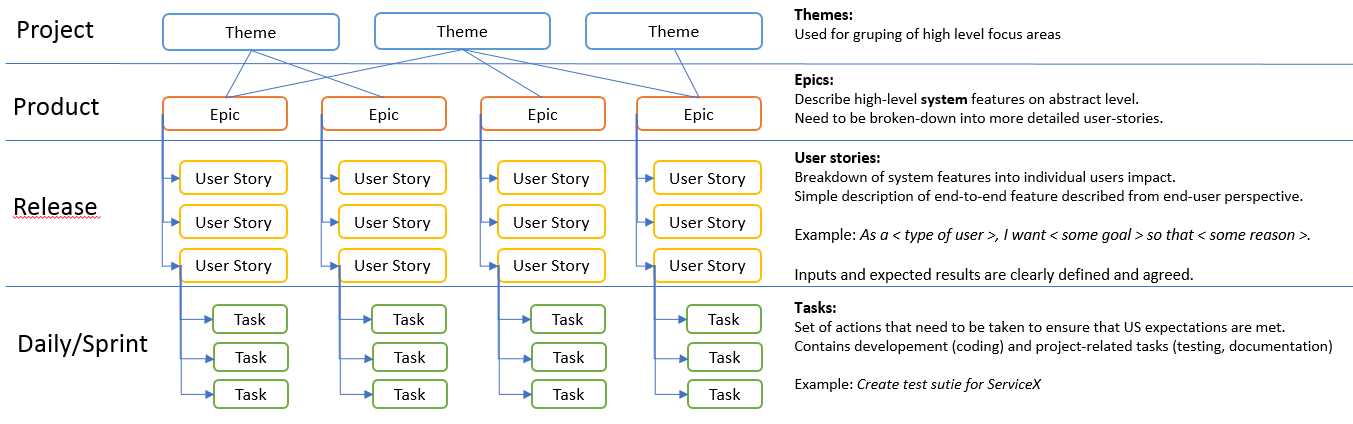 Project
Theme
Theme
Theme
Themes:
Used for gruping of high level focus areas
Product
Epic
Epic
Epic
Epic
Epics:
Describe high-level system features on abstract level.
Need to be broken-down into more detailed user-stories.
Release
User Story
User Story
User Story
User Story
User Story
User Story
User Story
User Story
User Story
User Story
User Story
User Story
User stories:
Breakdown of system features into individual users impact.
Simple description of end-to-end feature described from end-user perspective.
Example: As a < type of user >, I want < some goal > so that < some reason >.
Inputs and expected results are clearly defined and agreed.
Daily/Sprint
Task
Task
Task
Task
Task
Task
Task
Task
Task
Task
Task
Task
Tasks:
Set of actions that need to be taken to ensure that US expectations are met.
Contains developement (coding) and project-related tasks (testing, documentation)
Example: Create test sutie for ServiceX